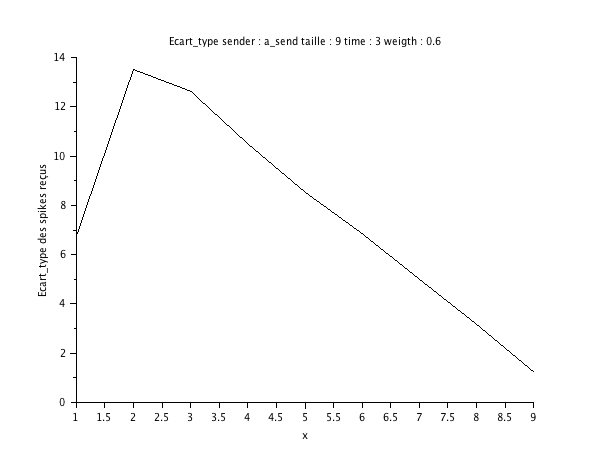 Ecart_type sender : a_send taille : 9 time : 3 weigth : 0.6
14
12
10
8
6
4
2
0
Ecart_type des spikes reçus
1 1.5 2 2.5 3 3.5 4 4.5 5 5.5 6 6.5 7 7.5 8 8.5 9
x